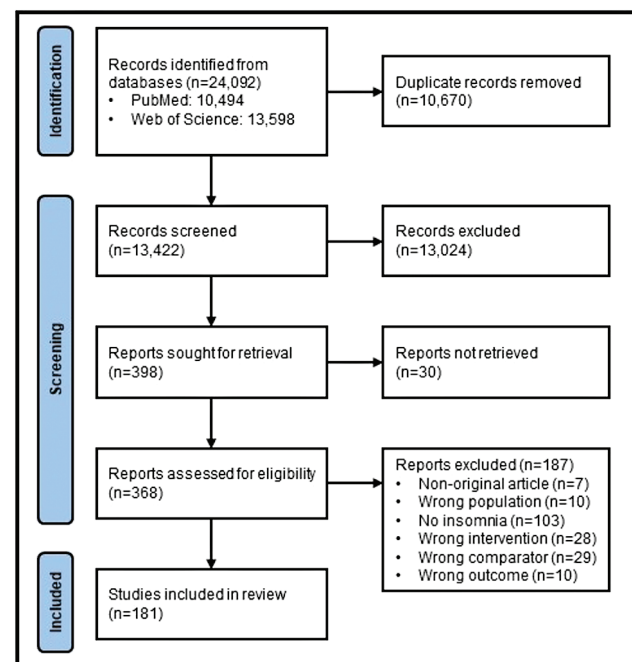 Identification
Records identified from
databases (n=24,092)
• PubMed: 10,494
• Web of Science: 13,598
Duplicate records removed
(n=10,670)
Screening
Records screened
(n=13,422)
Records excluded
(n=13,024)
Reports sought for retrieval
(n=398)
Reports not retrieved
(n=30)
Reports assessed for eligibility
(n=368)
Reports excluded (n=187)
• Non-original article (n=7)
• Wrong population (n=10)
• No insomnia (n=103)
• Wrong intervention (n=28)
• Wrong comparator (n=29)
• Wrong outcome (n=10)
Included
Studies included in review
(n=181)